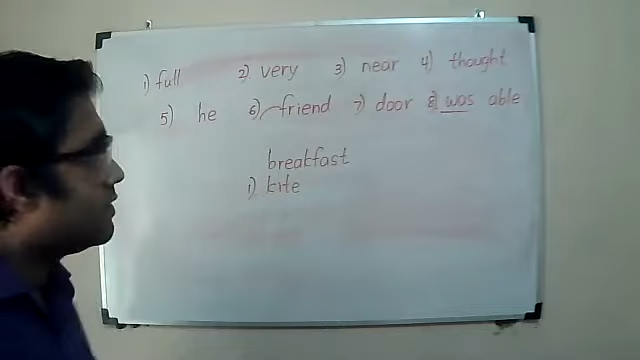 1) full 2) very 3) near 4) thought
5) he 6) friend 7) door 8) was able
breakfast
1) kite